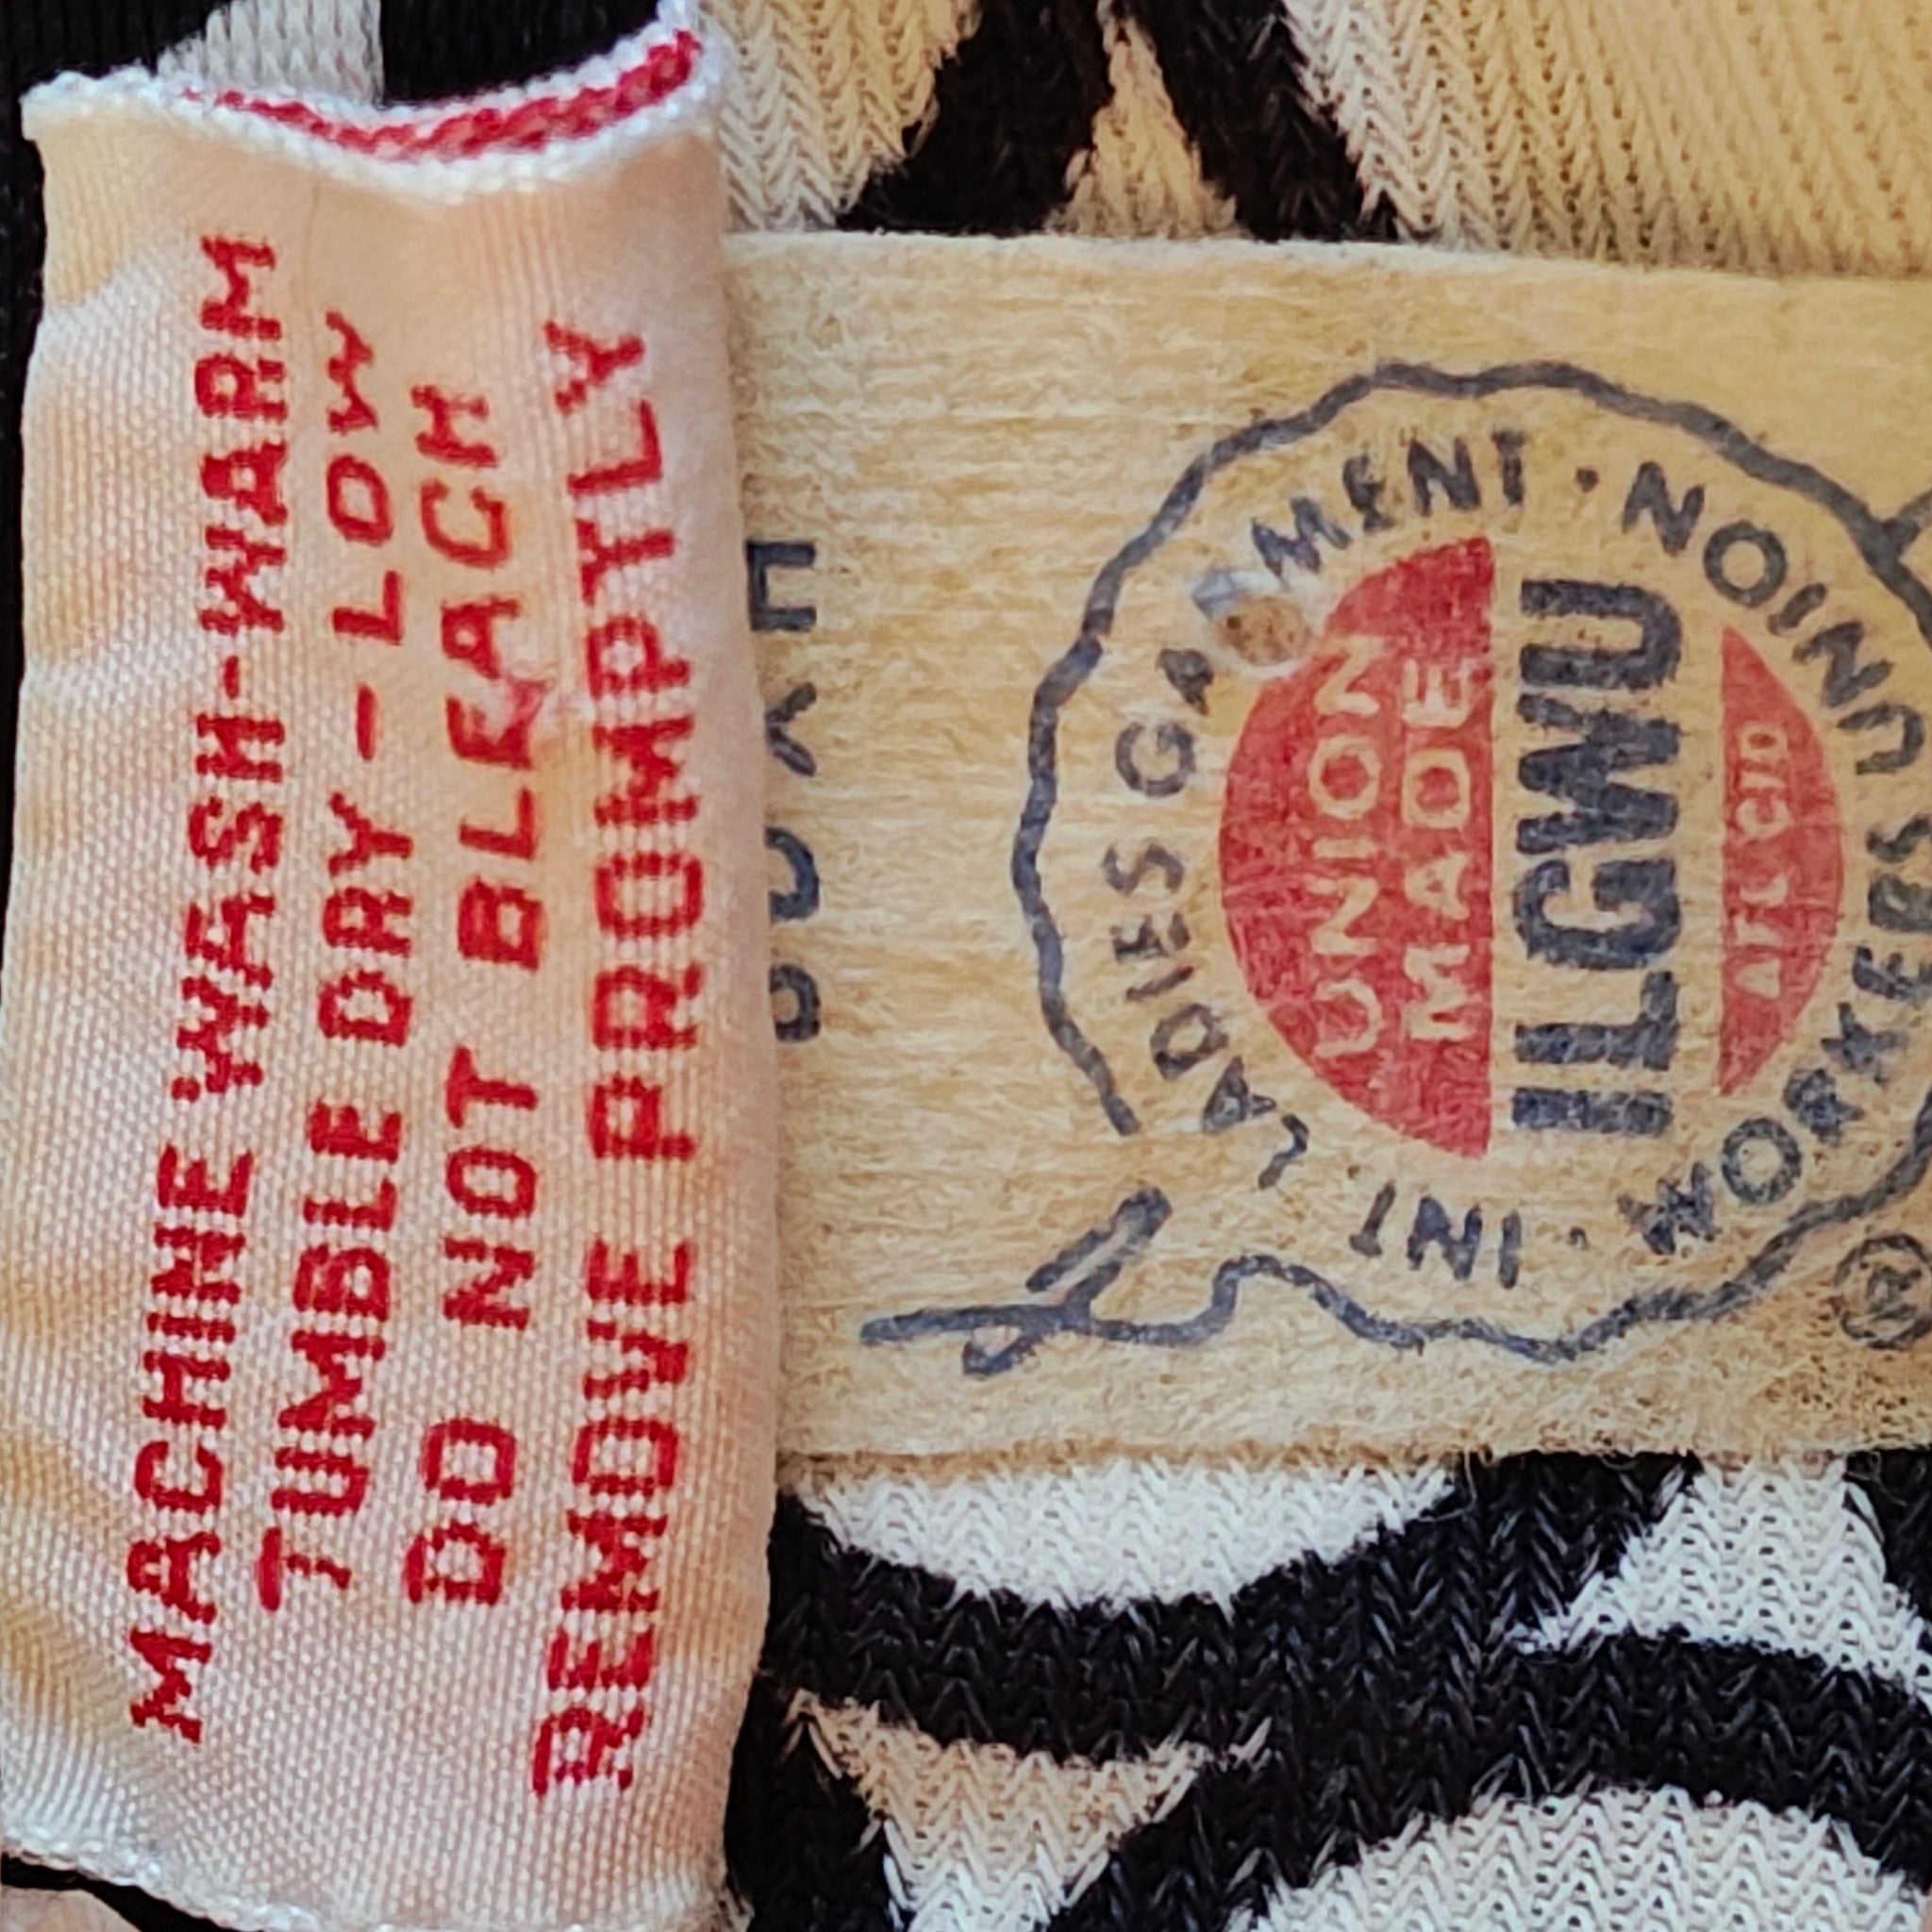 MACHINE WASH-WARM
TUMBLE DRY-LOW
DO NOT BLEACH
REMOVE PROMPTLY
INT. LADIES GARMENT · WORKERS UNION ·
UNION
MADE
ILGWU
AFL CIO
®